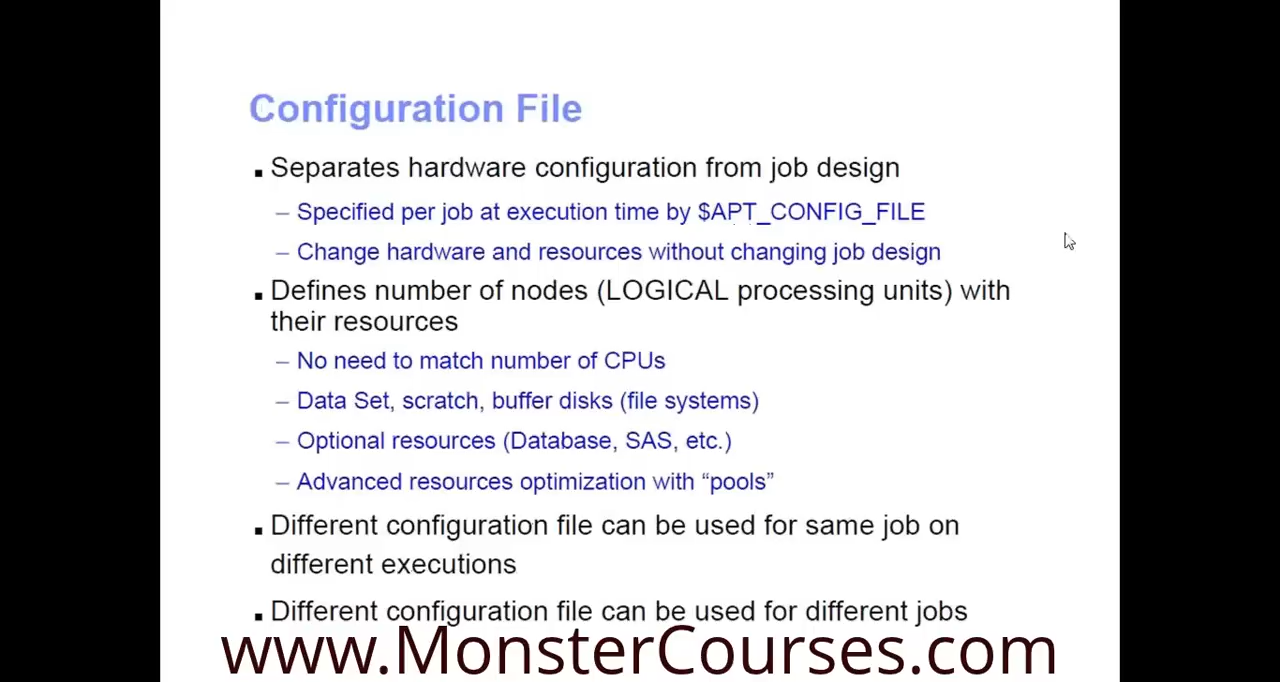 Configuration File
▪ Separates hardware configuration from job design
– Specified per job at execution time by $APT_CONFIG_FILE
– Change hardware and resources without changing job design
▪ Defines number of nodes (LOGICAL processing units) with
their resources
– No need to match number of CPUs
– Data Set, scratch, buffer disks (file systems)
– Optional resources (Database, SAS, etc.)
– Advanced resources optimization with “pools”
▪ Different configuration file can be used for same job on
different executions
▪ Different configuration file can be used for different jobs
www.MonsterCourses.com